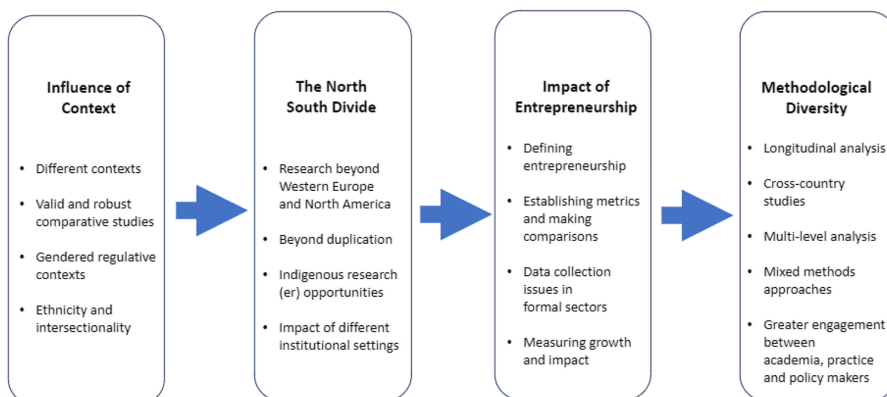 Influence of
Context
• Different contexts
• Valid and robust
comparative studies
• Gendered regulative
contexts
• Ethnicity and
intersectionality
The North
South Divide
• Research beyond
Western Europe
and North America
• Beyond duplication
• Indigenous research
(er) opportunities
• Impact of different
institutional settings
Impact of
Entrepreneurship
• Defining
entrepreneurship
• Establishing metrics
and making
comparisons
• Data collection
issues in
formal sectors
• Measuring growth
and impact
Methodological
Diversity
• Longitudinal analysis
• Cross-country
studies
• Multi-level analysis
• Mixed methods
approaches
• Greater engagement
between
academia, practice
and policy makers